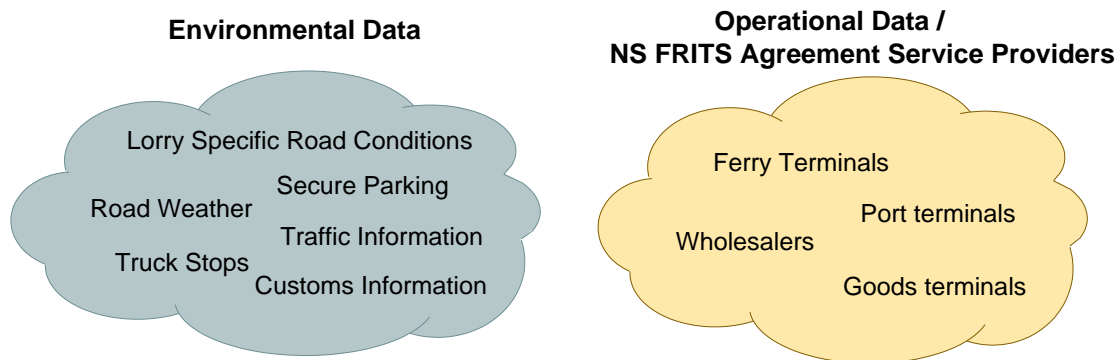 Environmental Data
Lorry Specific Road Conditions
Secure Parking
Road Weather
Traffic Information
Truck Stops
Customs Information
Operational Data /
NS FRITS Agreement Service Providers
Ferry Terminals
Port terminals
Wholesalers
Goods terminals